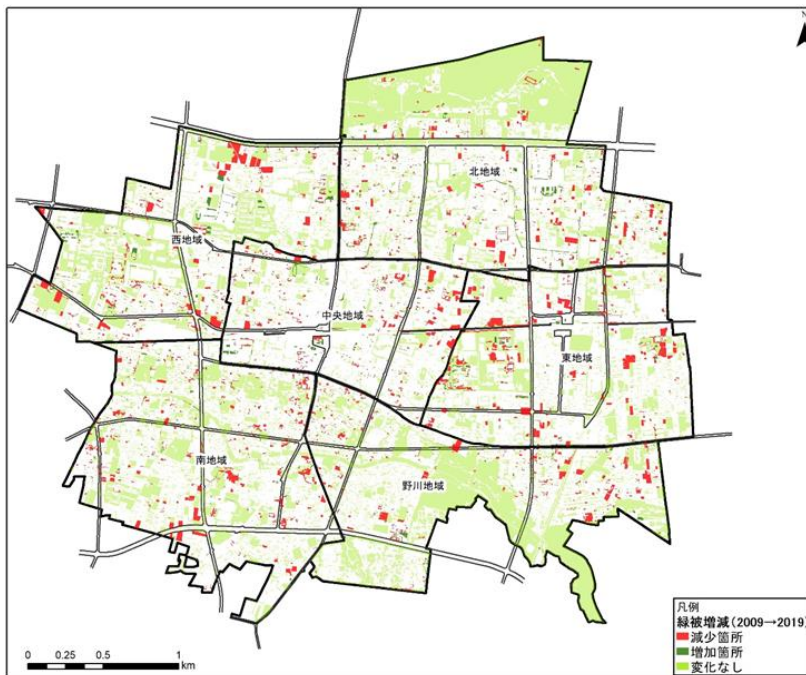 N
北地域
西地域
中央地域
東地域
南地域
野川地域
凡例
緑被増減(2009→2019)
減少箇所
増加箇所
変化なし
0 0.25 0.5 1
km